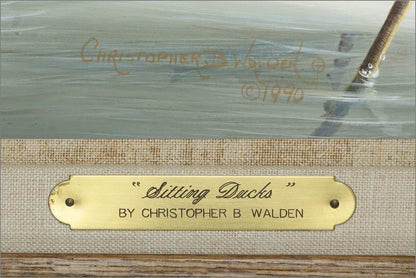 CHRISTOPHER B WALDEN
©1990
"Sitting Ducks"
BY CHRISTOPHER B WALDEN